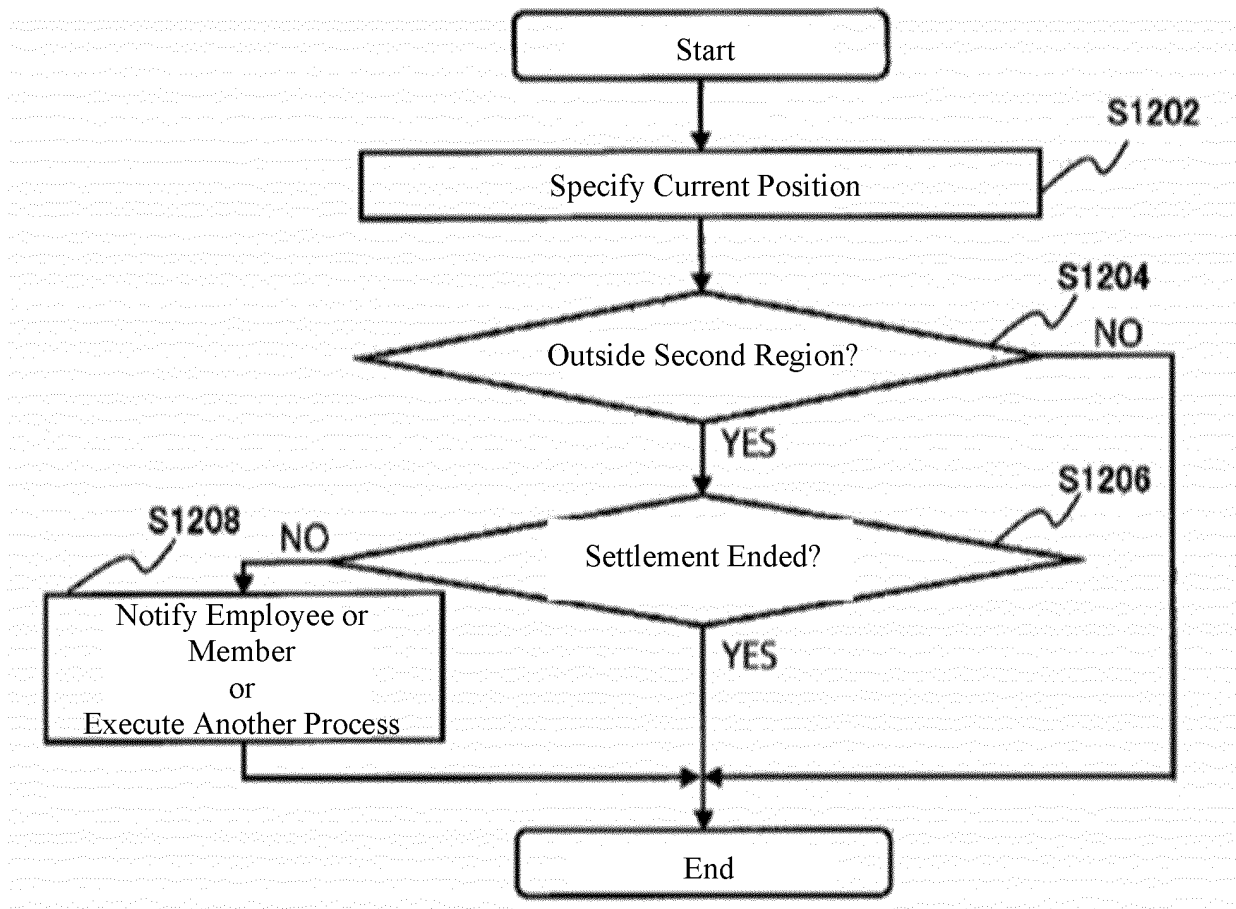 Start
S1202
Specify Current Position
S1204
NO
Outside Second Region?
YES
S1206
S1208
NO
Settlement Ended?
Notify Employee or
Member
or
Execute Another Process
YES
End